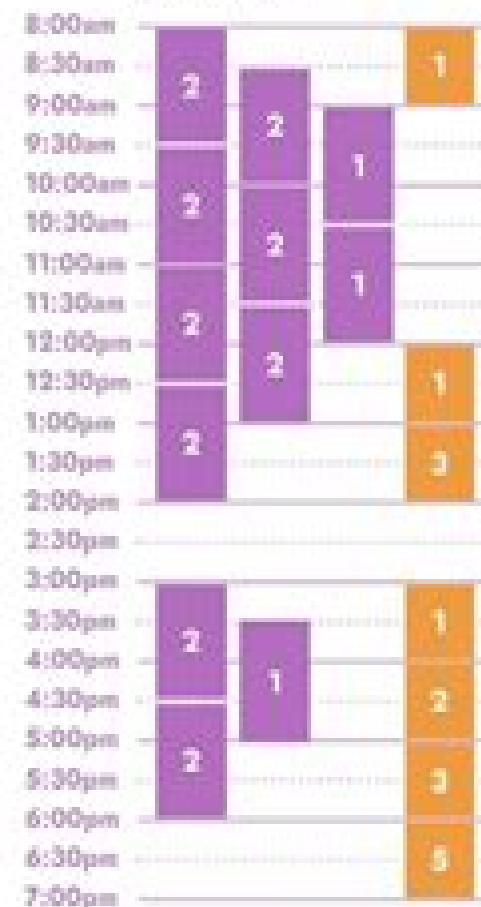 8:00am
8:30am 1
2
9:00am
2
9:30am
1
10:00am
2
10:30am
2
11:00am
1
11:30am
2
12:00pm
2
12:30pm 1
1:00pm
2
1:30pm 3
2:00pm
2:30pm
3:00pm
3:30pm 1
2
4:00pm
1
4:30pm 2
5:00pm
2
5:30pm 3
6:00pm
6:30pm 5
7:00pm